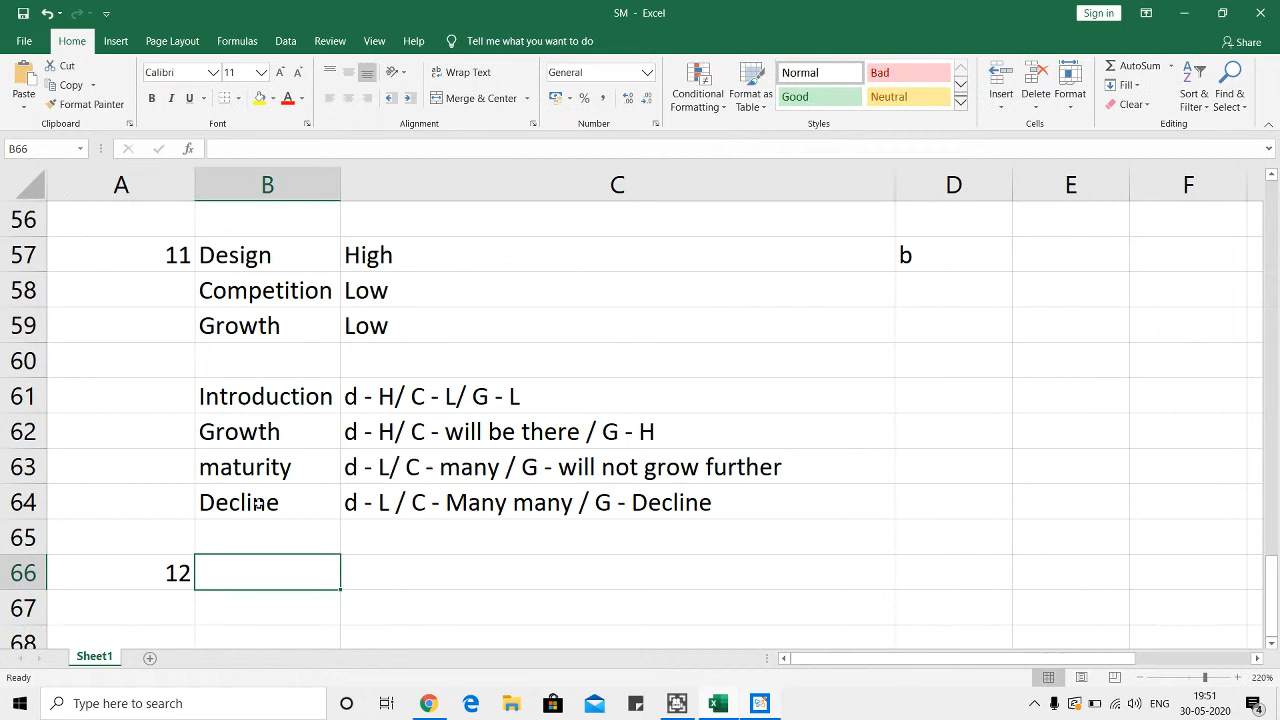 SM - Excel
Sign in
File Home Insert Page Layout Formulas Data Review View Help Tell me what you want to do Share
Paste
Cut
Copy
Format Painter
Clipboard
Calibri 11
B I U
Font
Wrap Text
Merge & Center
Alignment
General
% ,
Number
Conditional Formatting
Format as Table
Normal Bad
Good Neutral
Styles
Insert Delete Format
Cells
AutoSum
Fill
Clear
Sort & Filter
Find & Select
Editing
B66 fx
A B C D E F
56
57 11 Design High b
58 Competition Low
59 Growth Low
60
61 Introduction d - H/ C - L/ G - L
62 Growth d - H/ C - will be there / G - H
63 maturity d - L/ C - many / G - will not grow further
64 Decline d - L / C - Many many / G - Decline
65
66 12
67
68
Sheet1
Ready 220%
Type here to search
ENG
19:51
30-05-2020
4